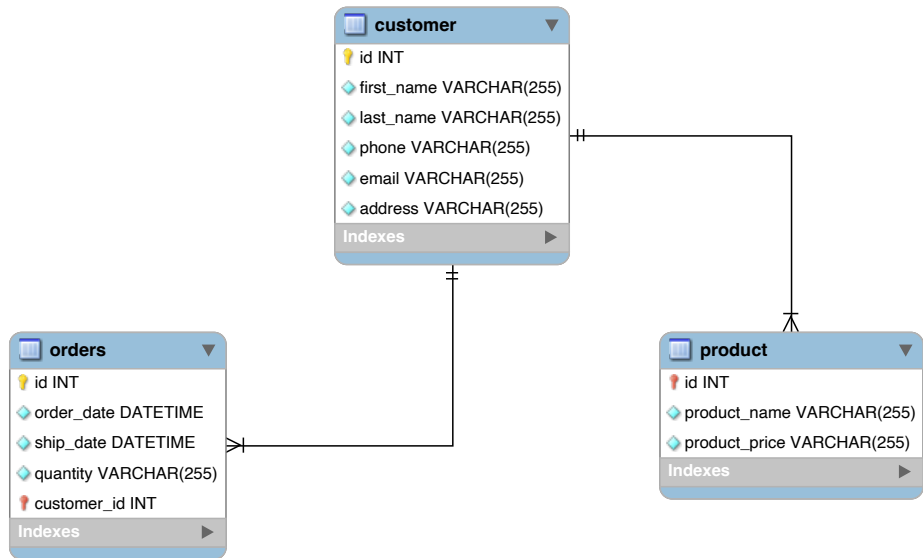 customer
id INT
first_name VARCHAR(255)
last_name VARCHAR(255)
phone VARCHAR(255)
email VARCHAR(255)
address VARCHAR(255)
Indexes
orders
id INT
order_date DATETIME
ship_date DATETIME
quantity VARCHAR(255)
customer_id INT
Indexes
product
id INT
product_name VARCHAR(255)
product_price VARCHAR(255)
Indexes